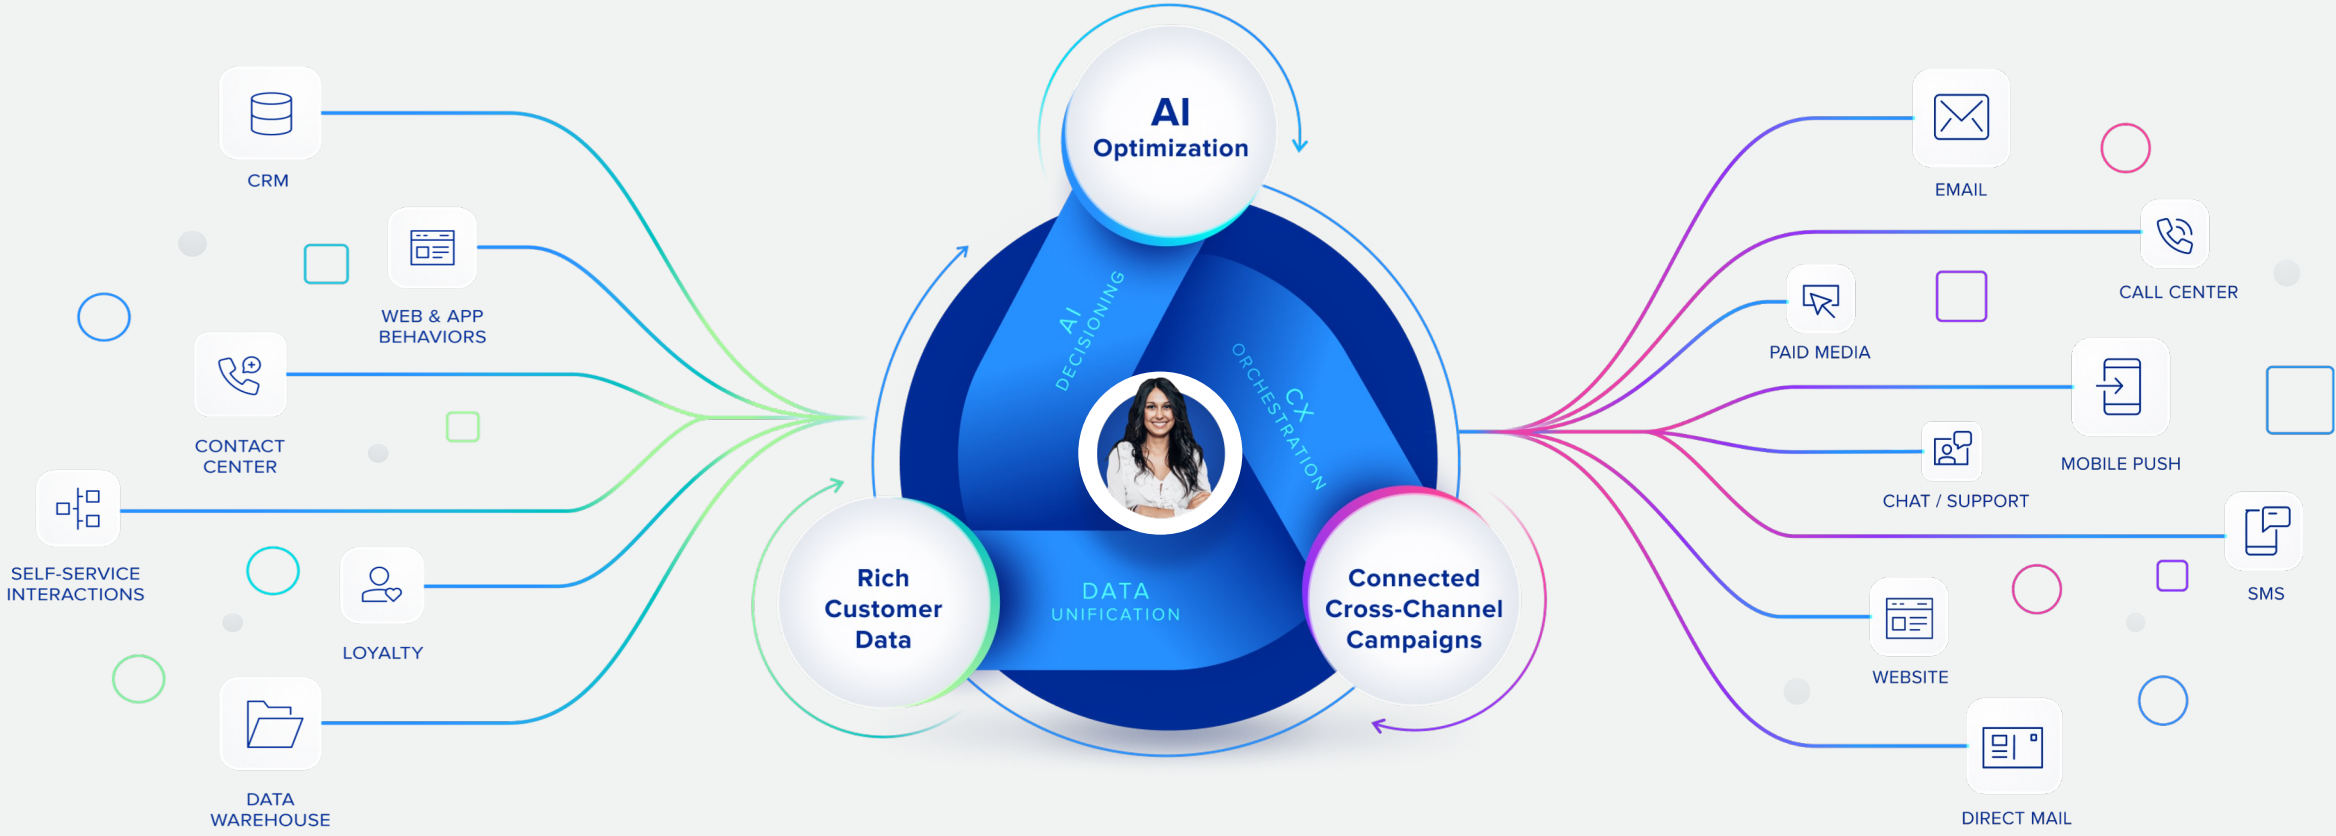 CRM
WEB & APP
BEHAVIORS
CONTACT
CENTER
SELF-SERVICE
INTERACTIONS
LOYALTY
DATA
WAREHOUSE
AI
Optimization
AI
DECISIONING
CX
ORCHESTRATION
DATA
UNIFICATION
Rich
Customer
Data
Connected
Cross-Channel
Campaigns
EMAIL
CALL CENTER
PAID MEDIA
MOBILE PUSH
CHAT / SUPPORT
SMS
WEBSITE
DIRECT MAIL